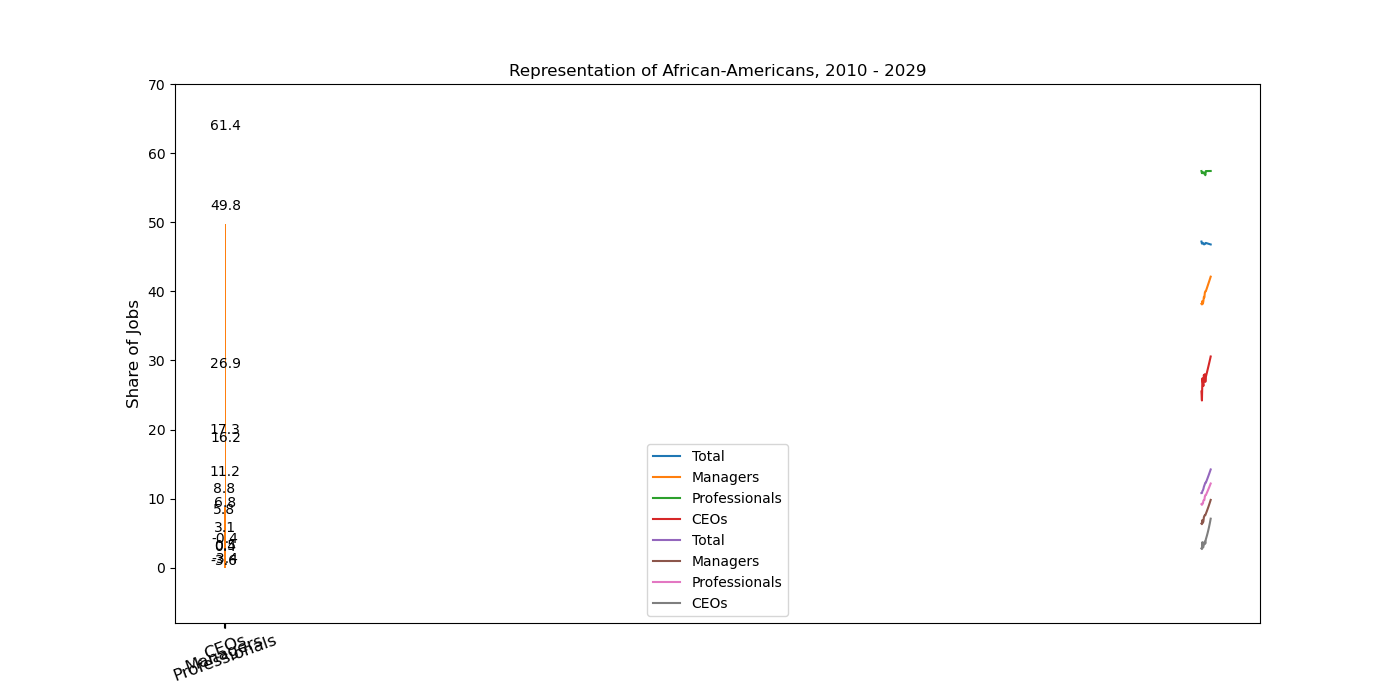 Representation of African-Americans, 2010 - 2029
Share of Jobs
70
60
50
40
30
20
10
0
61.4
49.8
26.9
17.3
16.2
11.2
8.8
6.8
5.8
3.1
-0.4
-3.4
-3.6
CEOs
Managers
Professionals
Total
Managers
Professionals
CEOs
Total
Managers
Professionals
CEOs